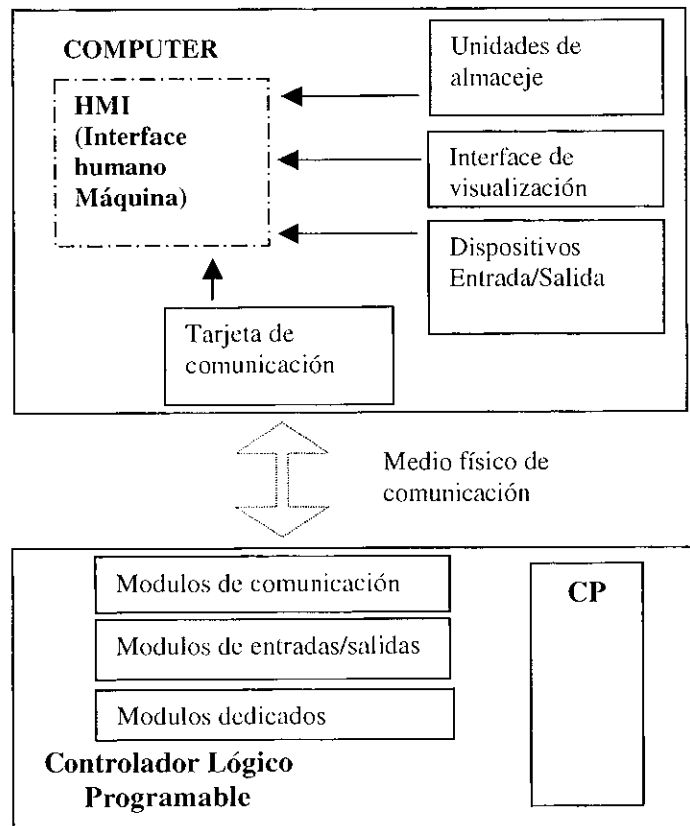 COMPUTER
HMI
(Interface
humano
Máquina)
Unidades de
almaceje
Interface de
visualización
Dispositivos
Entrada/Salida
Tarjeta de
comunicación
Medio físico de
comunicación
Modulos de comunicación
Modulos de entradas/salidas
Modulos dedicados
Controlador Lógico
Programable
CP